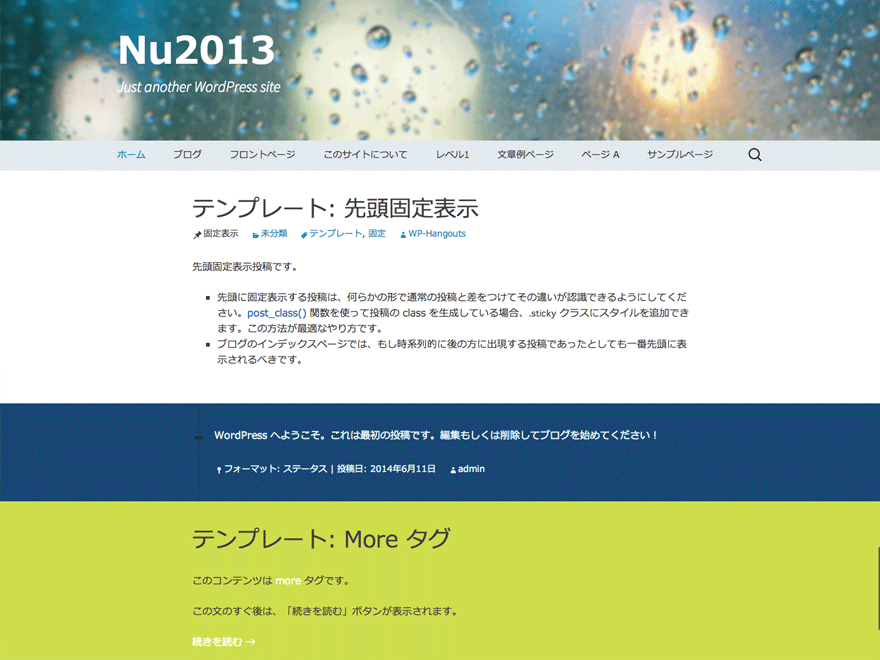 Nu2013
Just another WordPress site
ホーム ブログ フロントページ このサイトについて レベル1 文章例ページ ページ A サンプルページ
テンプレート: 先頭固定表示
固定表示 未分類 テンプレート, 固定 WP-Hangouts
先頭固定表示投稿です。
先頭に固定表示する投稿は、何らかの形で通常の投稿と差をつけてその違いが認識できるようにしてくだ
さい。post_class() 関数を使って投稿の class を生成している場合、.sticky クラスにスタイルを追加でき
ます。この方法が最適なやり方です。
ブログのインデックスページでは、もし時系列的に後の方に出現する投稿であったとしても一番先頭に表
示されるべきです。
WordPress へようこそ。これは最初の投稿です。編集もしくは削除してブログを始めてください！
フォーマット: ステータス | 投稿日: 2014年6月11日 admin
テンプレート: More タグ
このコンテンツは more タグです。
この文のすぐ後は、「続きを読む」ボタンが表示されます。
続きを読む →